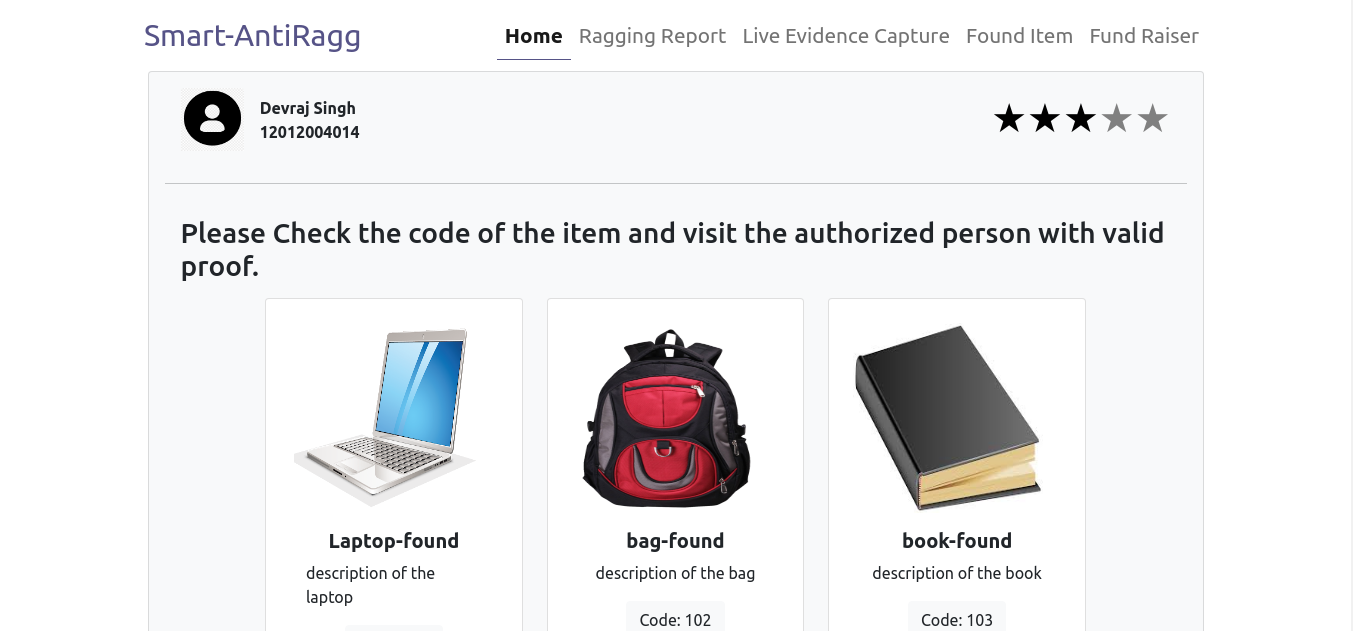 Smart-AntiRagg
Home Ragging Report Live Evidence Capture Found Item Fund Raiser
Devraj Singh
12012004014
Please Check the code of the item and visit the authorized person with valid
proof.
Laptop-found
description of the
laptop
bag-found
description of the bag
Code: 102
book-found
description of the book
Code: 103